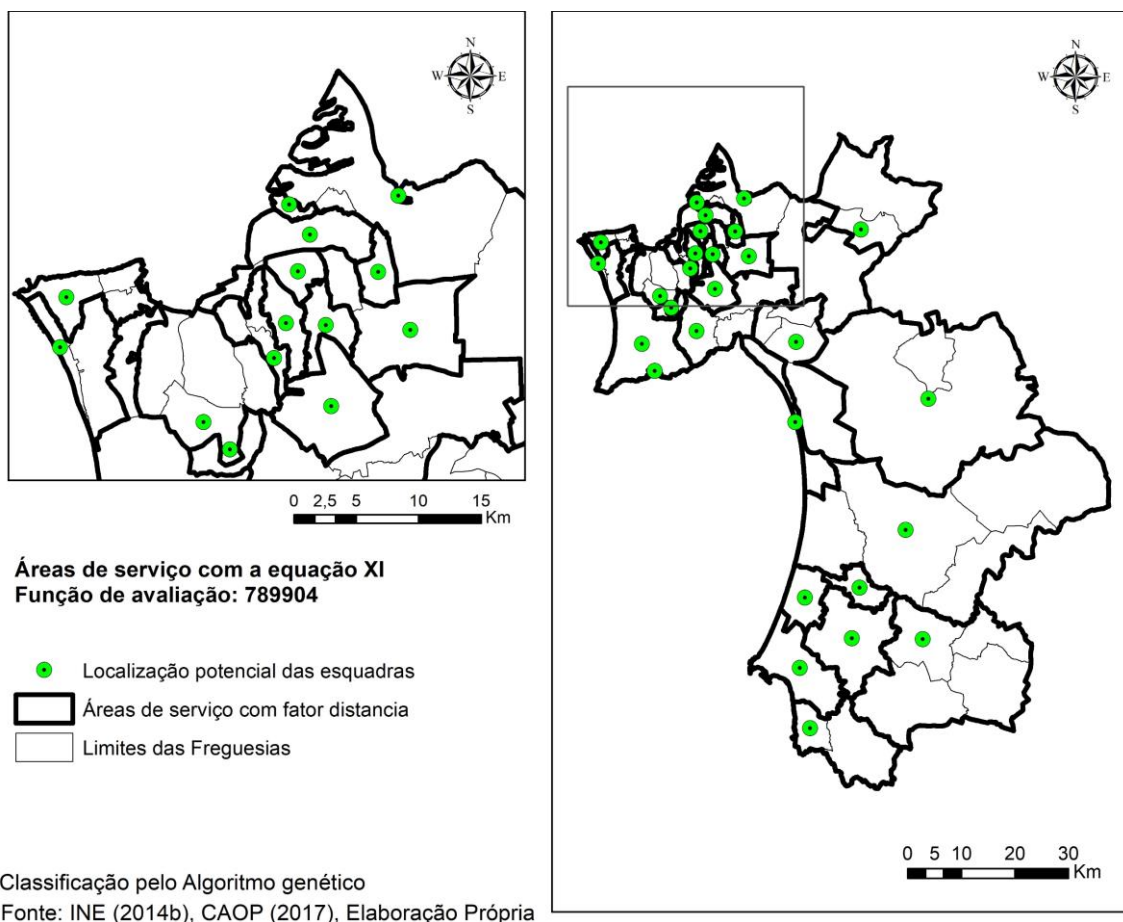 N
W E
S
0 2,5 5 10 15
Km
Áreas de serviço com a equação XI
Função de avaliação: 789904
Localização potencial das esquadras
Áreas de serviço com fator distancia
Limites das Freguesias
Classificação pelo Algoritmo genético
Fonte: INE (2014b), CAOP (2017), Elaboração Própria
N
W E
S
0 5 10 20 30
Km